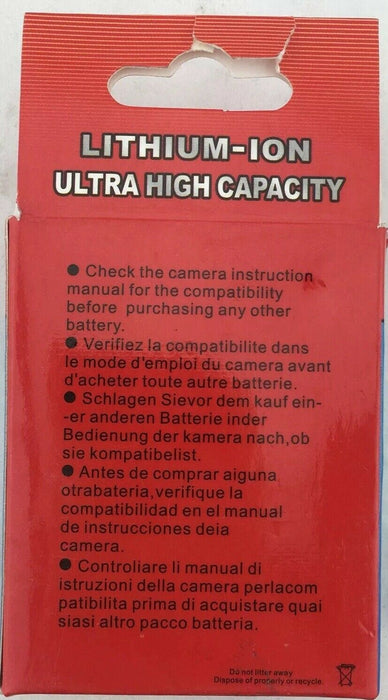 LITHIUM-ION
ULTRA HIGH CAPACITY
● Check the camera instruction
manual for the compatibility
before purchasing any other
battery.
● Verifiez la compatibilite dans
le mode d'emploi du camera avant
d'acheter toute autre batterie.
● Schlagen Sievor dem kauf ein-
-er anderen Batterie inder
Bedienung der kamera nach,ob
sie kompatibelist.
● Antes de comprar aiguna
otrabateria,verifique la
compatibilidad en el manual
de instrucciones deia
camera.
● Controliare li manual di
istruzioni della camera perlacom
patibilita prima di acquistare quai
siasi altro pacco batteria.
Do not litter away
Dispose of properly or recycle.